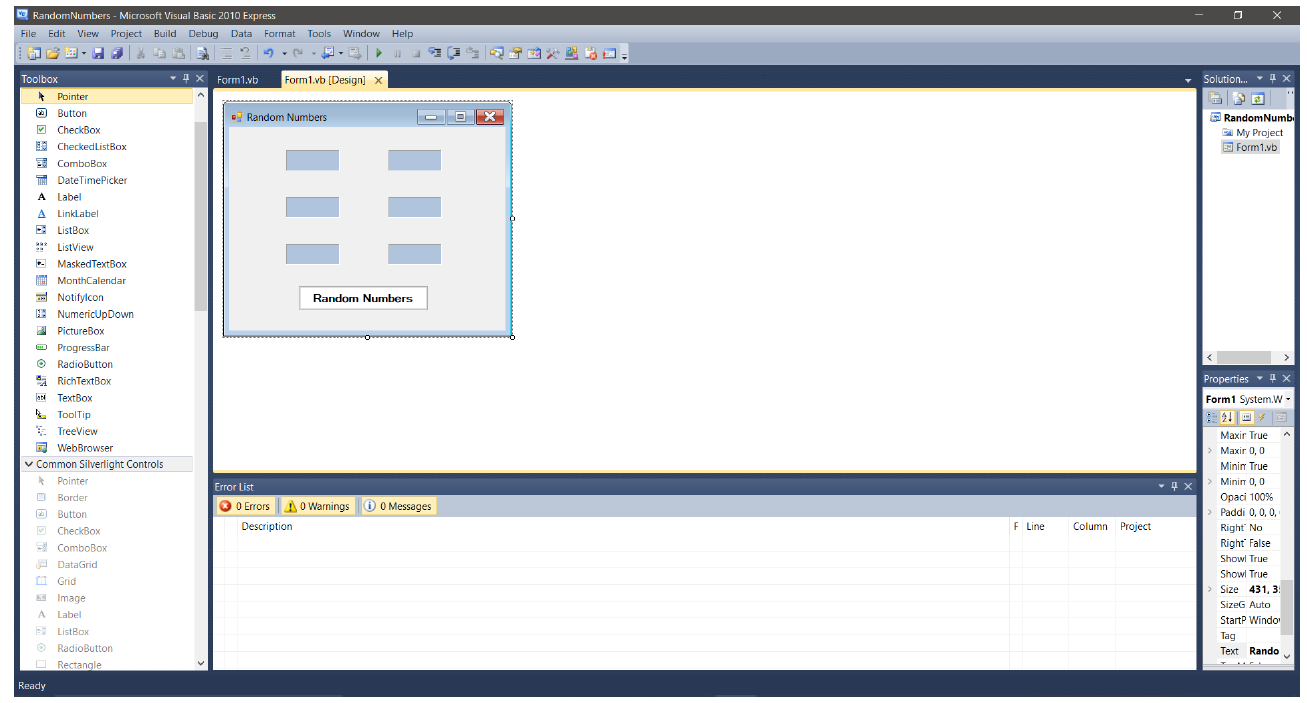 RandomNumbers - Microsoft Visual Basic 2010 Express
File Edit View Project Build Debug Data Format Tools Window Help
Toolbox
Pointer
Button
CheckBox
CheckedListBox
ComboBox
DateTimePicker
Label
LinkLabel
ListBox
ListView
MaskedTextBox
MonthCalendar
NotifyIcon
NumericUpDown
PictureBox
ProgressBar
RadioButton
RichTextBox
TextBox
ToolTip
TreeView
WebBrowser
Common Silverlight Controls
Pointer
Border
Button
CheckBox
ComboBox
DataGrid
Grid
Image
Label
ListBox
RadioButton
Rectangle
Form1.vb Form1.vb [Design]
Random Numbers
Random Numbers
Error List
0 Errors 0 Warnings 0 Messages
Description F Line Column Project
Solution...
RandomNumb
My Project
Form1.vb
Properties
Form1 System.W
Maxir True
Maxir 0, 0
Minin True
Minin 0, 0
Opaci 100%
Paddi 0, 0, 0,
Right No
Right False
Show True
Show True
Size 431, 3
SizeG Auto
StartP Windo
Tag
Text Rando
Ready